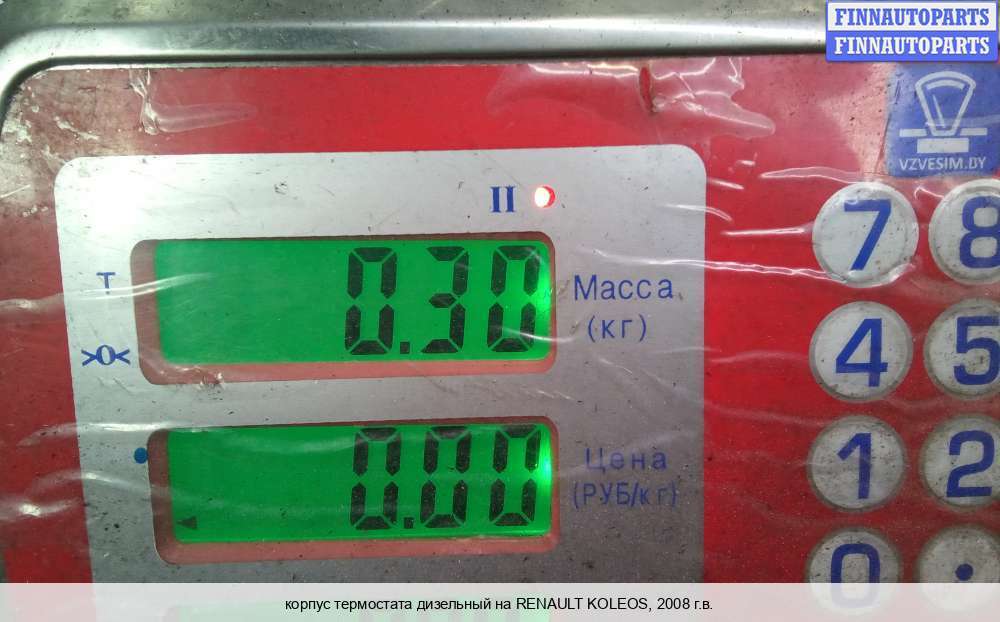 FINNAUTOPARTS
FINNAUTOPARTS
VZVESIM.BY
II
7 8
T
0.30
Масса
(кг)
>0<
4 5
0.00
Цена
(РУБ/кг)
1 2
0 .
корпус термостата дизельный на RENAULT KOLEOS, 2008 г.в.